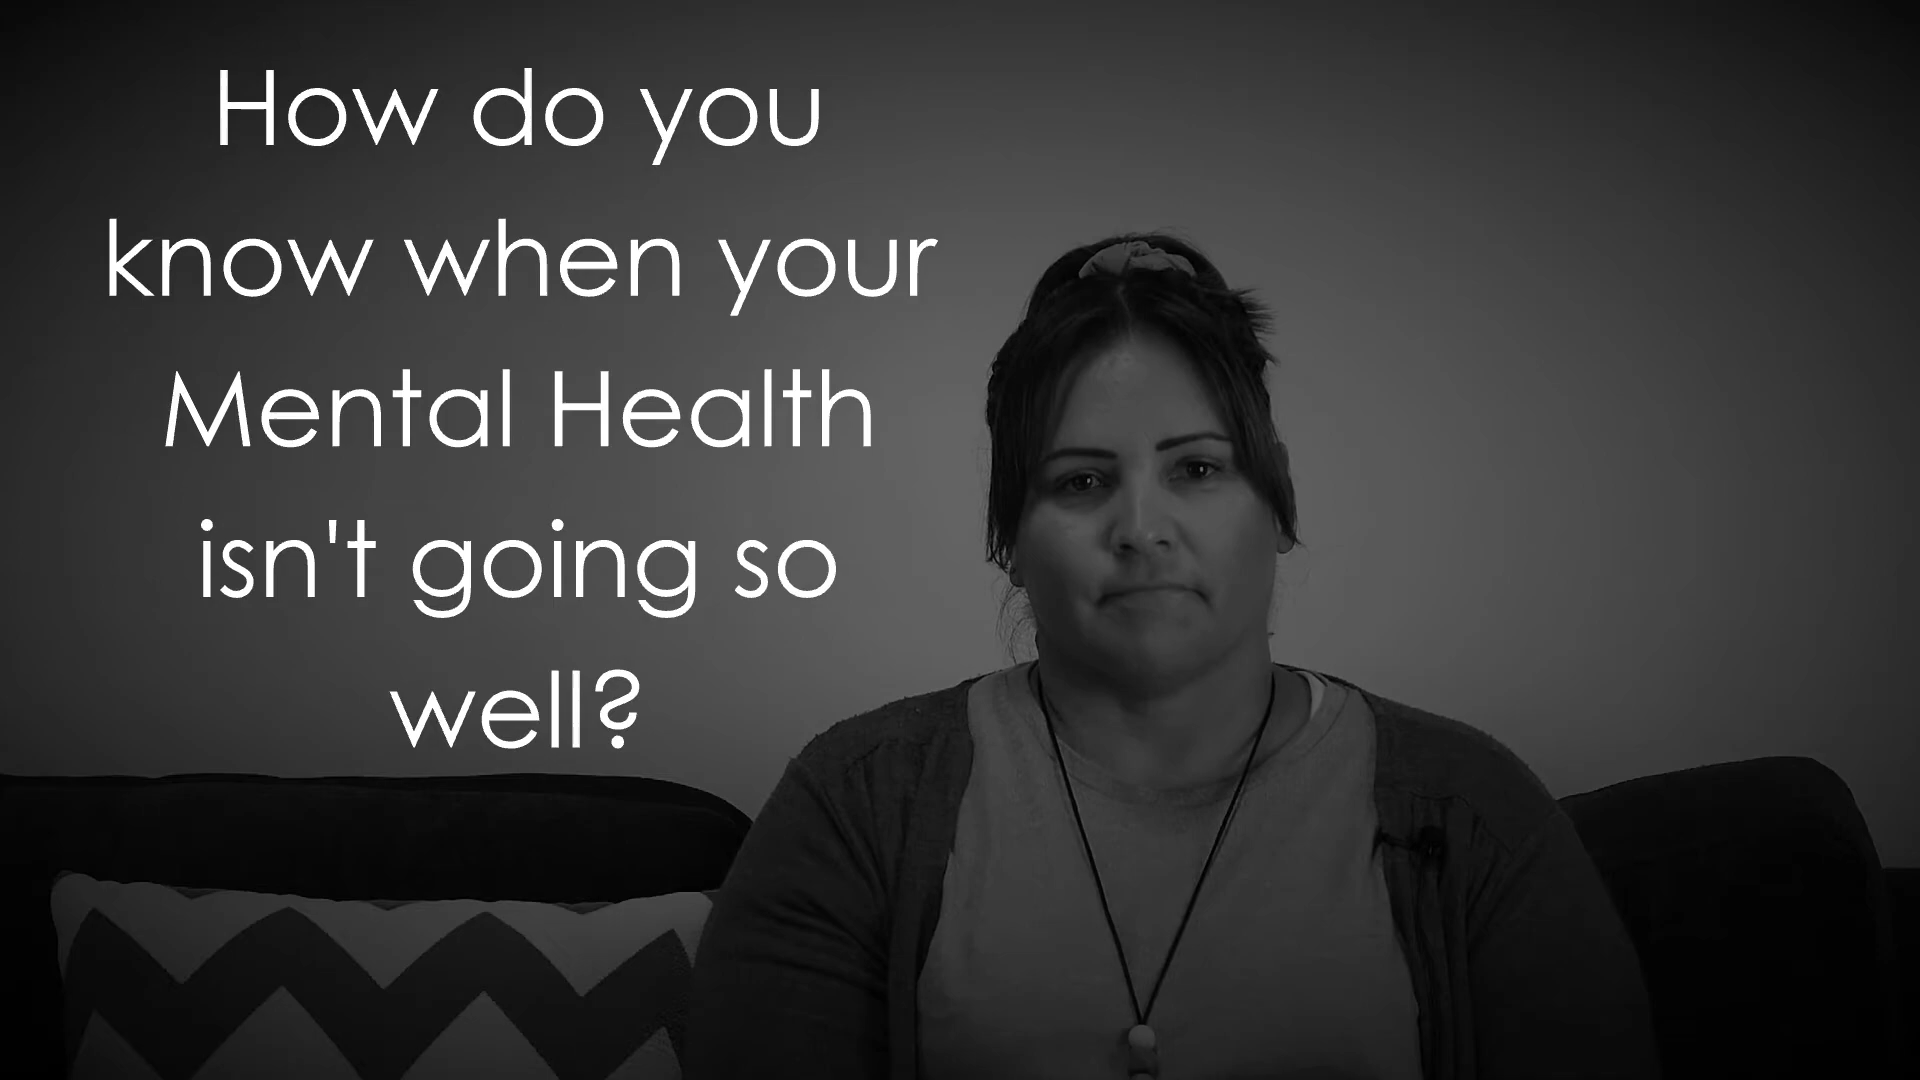 How do you
know when your
Mental Health
isn't going so
well?